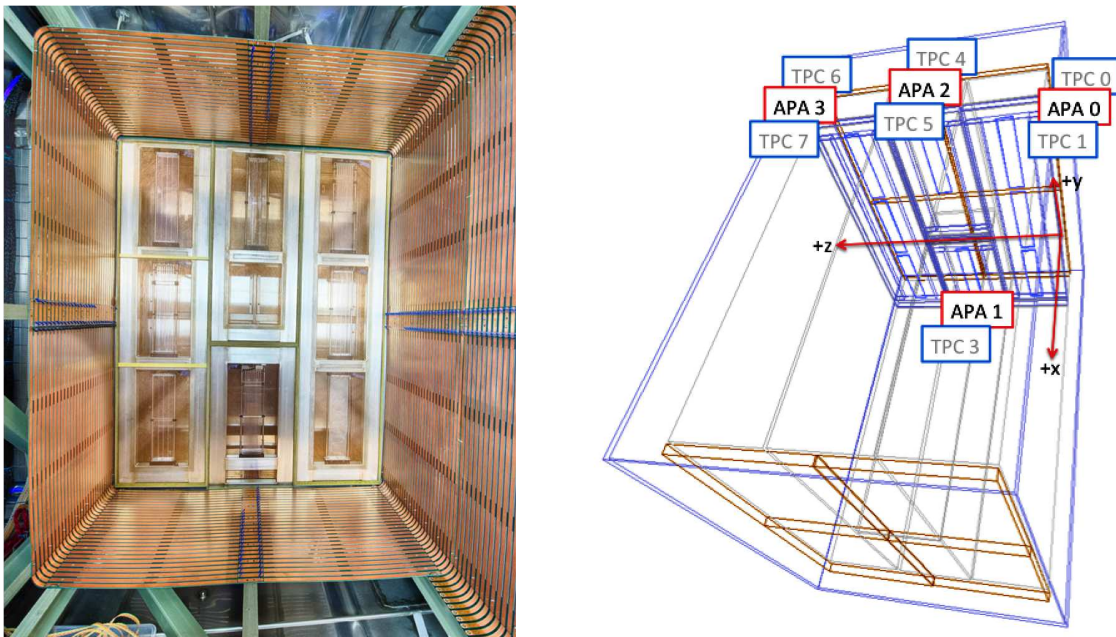 TPC 4
TPC 6
TPC 0
APA 2
APA 3
APA 0
TPC 5
TPC 7
TPC 1
+y
+z
APA 1
TPC 3
+x